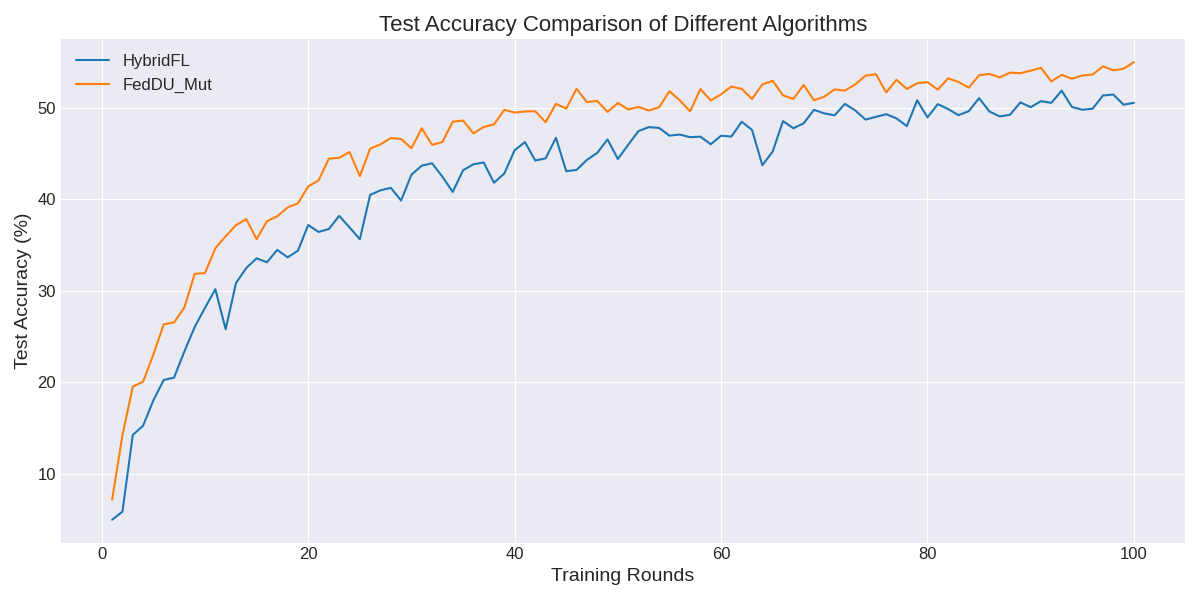 Test Accuracy Comparison of Different Algorithms
HybridFL
FedDU_Mut
Test Accuracy (%)
50
40
30
20
10
0 20 40 60 80 100
Training Rounds